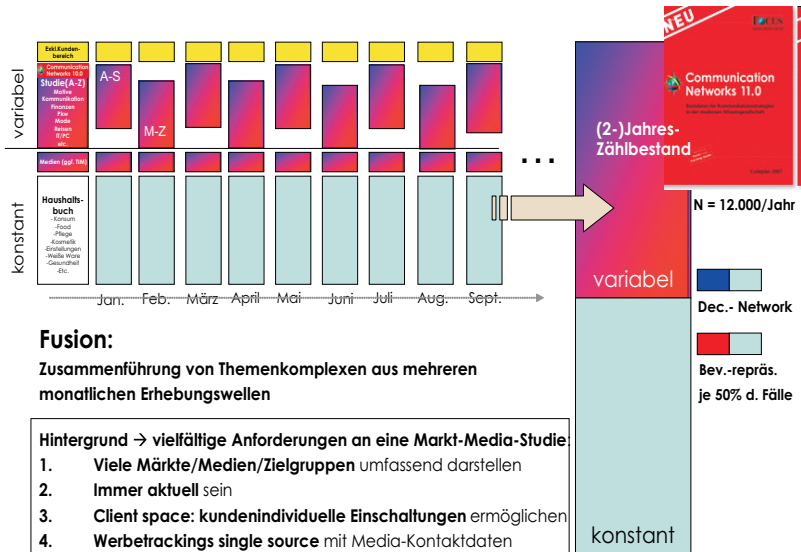 variabel
Exkl.Kunden-
bereich
Communication
Networks 10.0
Studie(A-Z)
Motive
Kommunikation
Finanzen
Pkw
Mode
Reisen
IT/PC
etc.
A-S
M-Z
Medien (ggf. TIM)
konstant
Haushalts-
buch
- Konsum
-Food
-Pflege
-Kosmetik
-Einstellungen
-Weiße Ware
-Gesundheit
-Etc.
Jan. Feb. März April Mai Juni Juli Aug. Sept.
...
(2-)Jahres-
Zählbestand
variabel
konstant
NEU
FOCUS
Communication
Networks 11.0
N = 12.000/Jahr
Dec.- Network
Bev.-repräs.
je 50% d. Fälle
Fusion:
Zusammenführung von Themenkomplexen aus mehreren
monatlichen Erhebungswellen
Hintergrund → vielfältige Anforderungen an eine Markt-Media-Studie:
1. Viele Märkte/Medien/Zielgruppen umfassend darstellen
2. Immer aktuell sein
3. Client space: kundenindividuelle Einschaltungen ermöglichen
4. Werbetrackings single source mit Media-Kontaktdaten